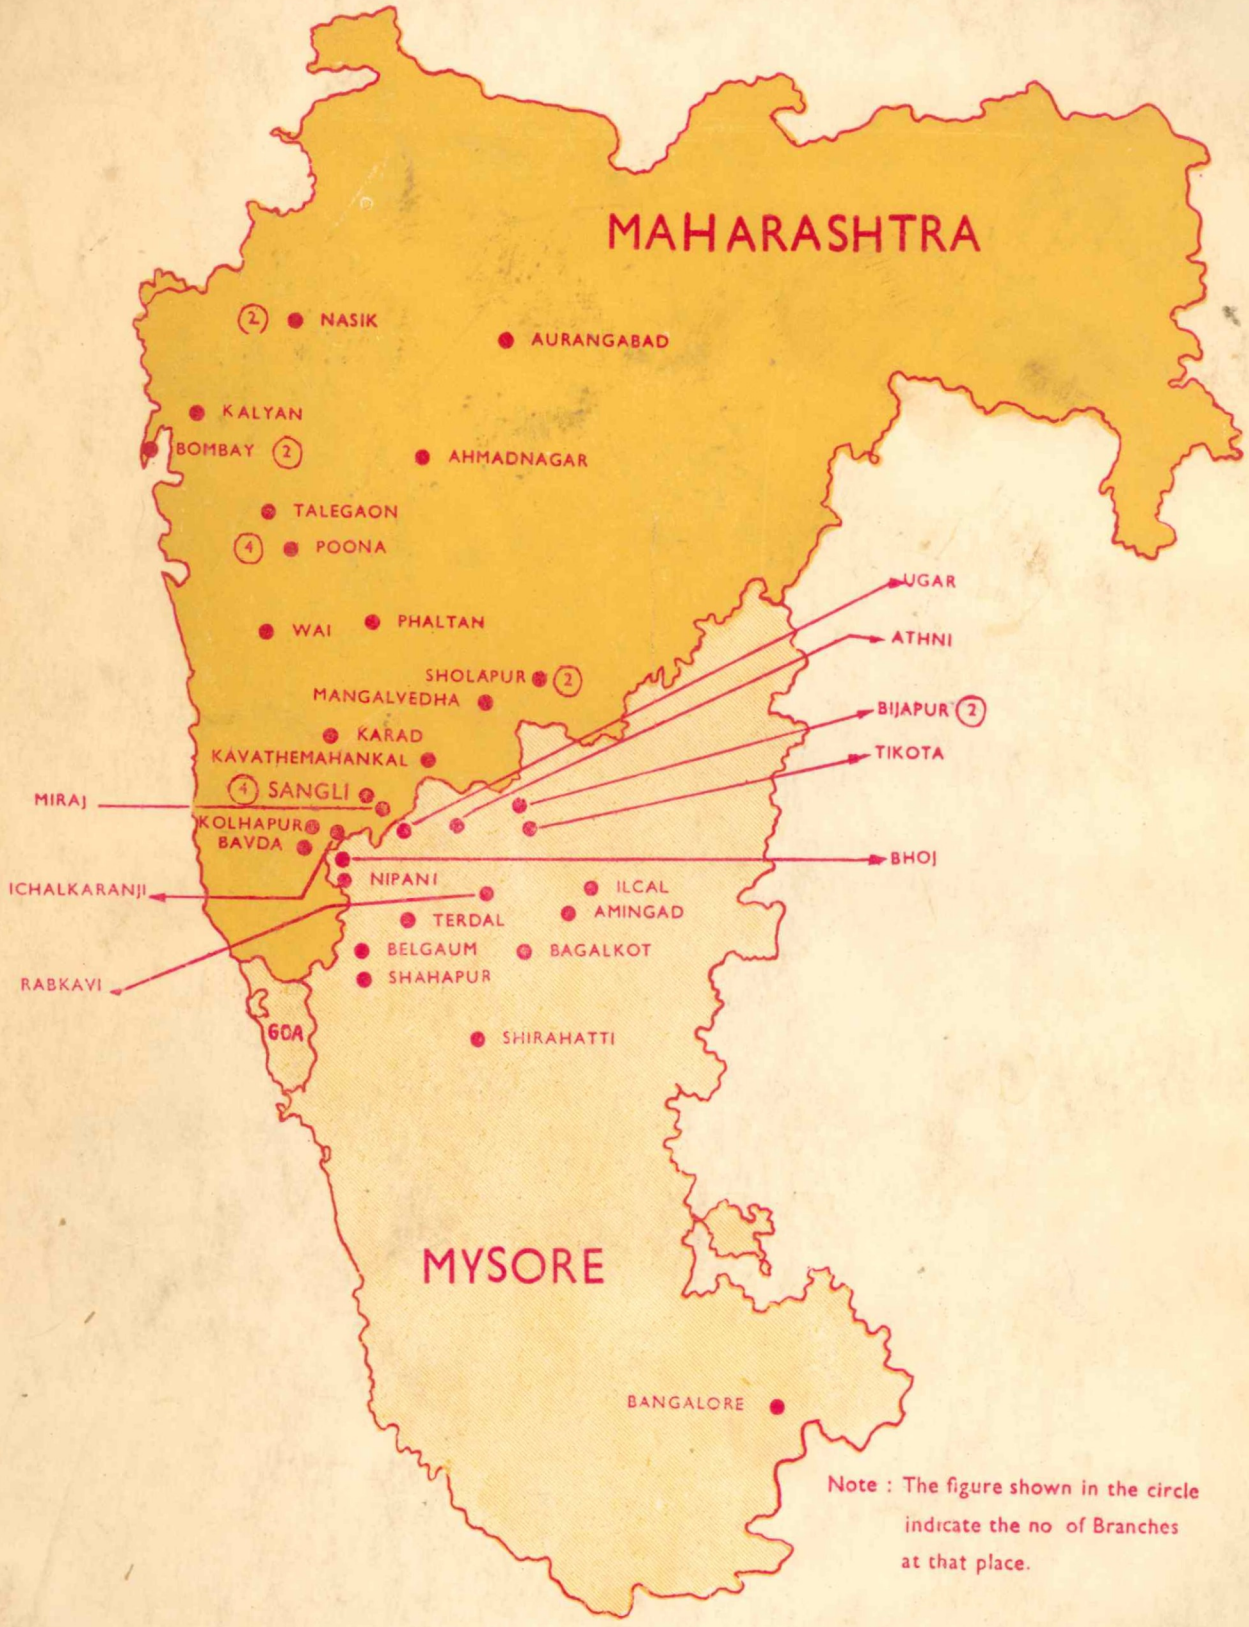 MAHARASHTRA
2 NASIK
AURANGABAD
KALYAN
BOMBAY 2
AHMADNAGAR
TALEGAON
4 POONA
UGAR
WAI
PHALTAN
ATHNI
SHOLAPUR 2
MANGALVEDHA
BIJAPUR 2
KARAD
KAVATHEMAHANKAL
TIKOTA
4 SANGLI
MIRAJ
KOLHAPUR
BAVDA
BHOJ
ICHALKARANJI
NIPANI
ILCAL
TERDAL
AMINGAD
BELGAUM
BAGALKOT
SHAHAPUR
RABKAVI
GOA
SHIRAHATTI
MYSORE
BANGALORE
Note : The figure shown in the circle
indicate the no of Branches
at that place.